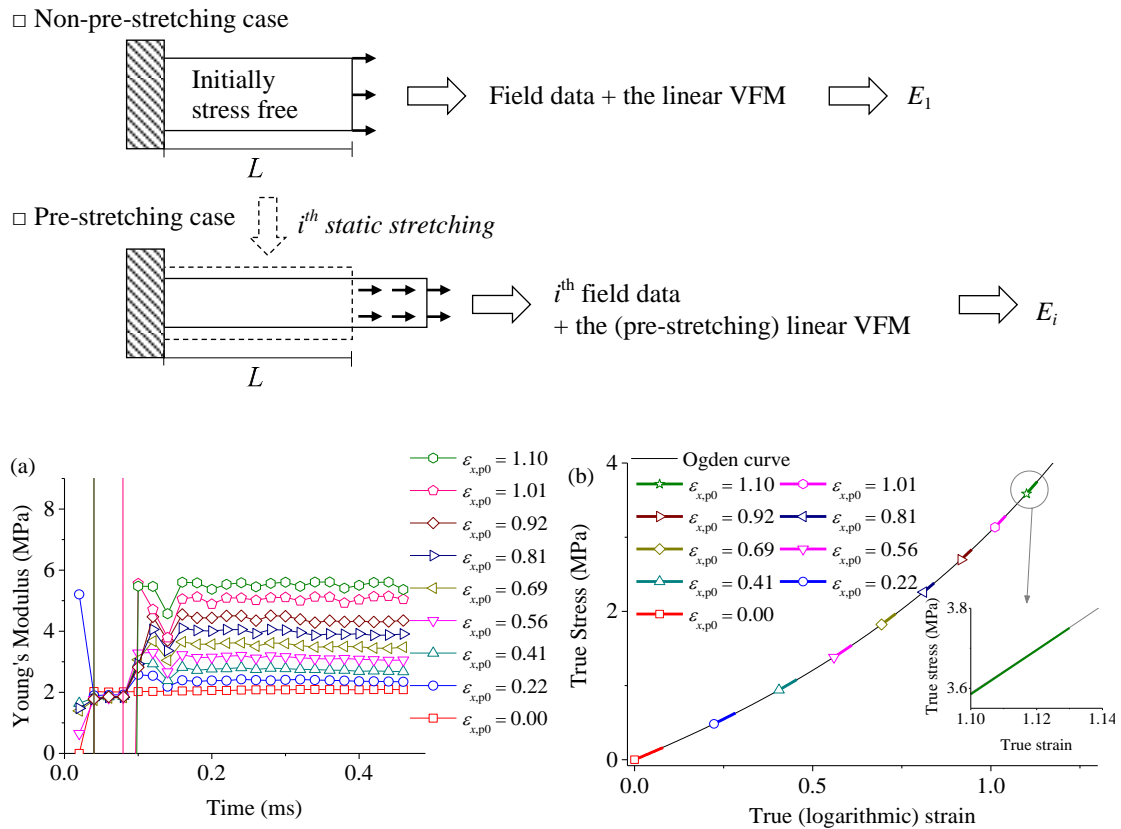 □ Non-pre-stretching case
Initially
stress free
Field data + the linear VFM
E1
L
□ Pre-stretching case
ith static stretching
ith field data
+ the (pre-stretching) linear VFM
Ei
L
(a)
εx,p0 = 1.10
εx,p0 = 1.01
εx,p0 = 0.92
εx,p0 = 0.81
εx,p0 = 0.69
εx,p0 = 0.56
εx,p0 = 0.41
εx,p0 = 0.22
εx,p0 = 0.00
Young's Modulus (MPa)
8
6
4
2
0
0.0 0.2 0.4
Time (ms)
(b)
Ogden curve
εx,p0 = 1.10 εx,p0 = 1.01
εx,p0 = 0.92 εx,p0 = 0.81
εx,p0 = 0.69 εx,p0 = 0.56
εx,p0 = 0.41 εx,p0 = 0.22
εx,p0 = 0.00
True Stress (MPa)
4
2
0
0.0 0.5 1.0
True (logarithmic) strain
True stress (MPa)
3.8
3.6
1.10 1.12 1.14
True strain